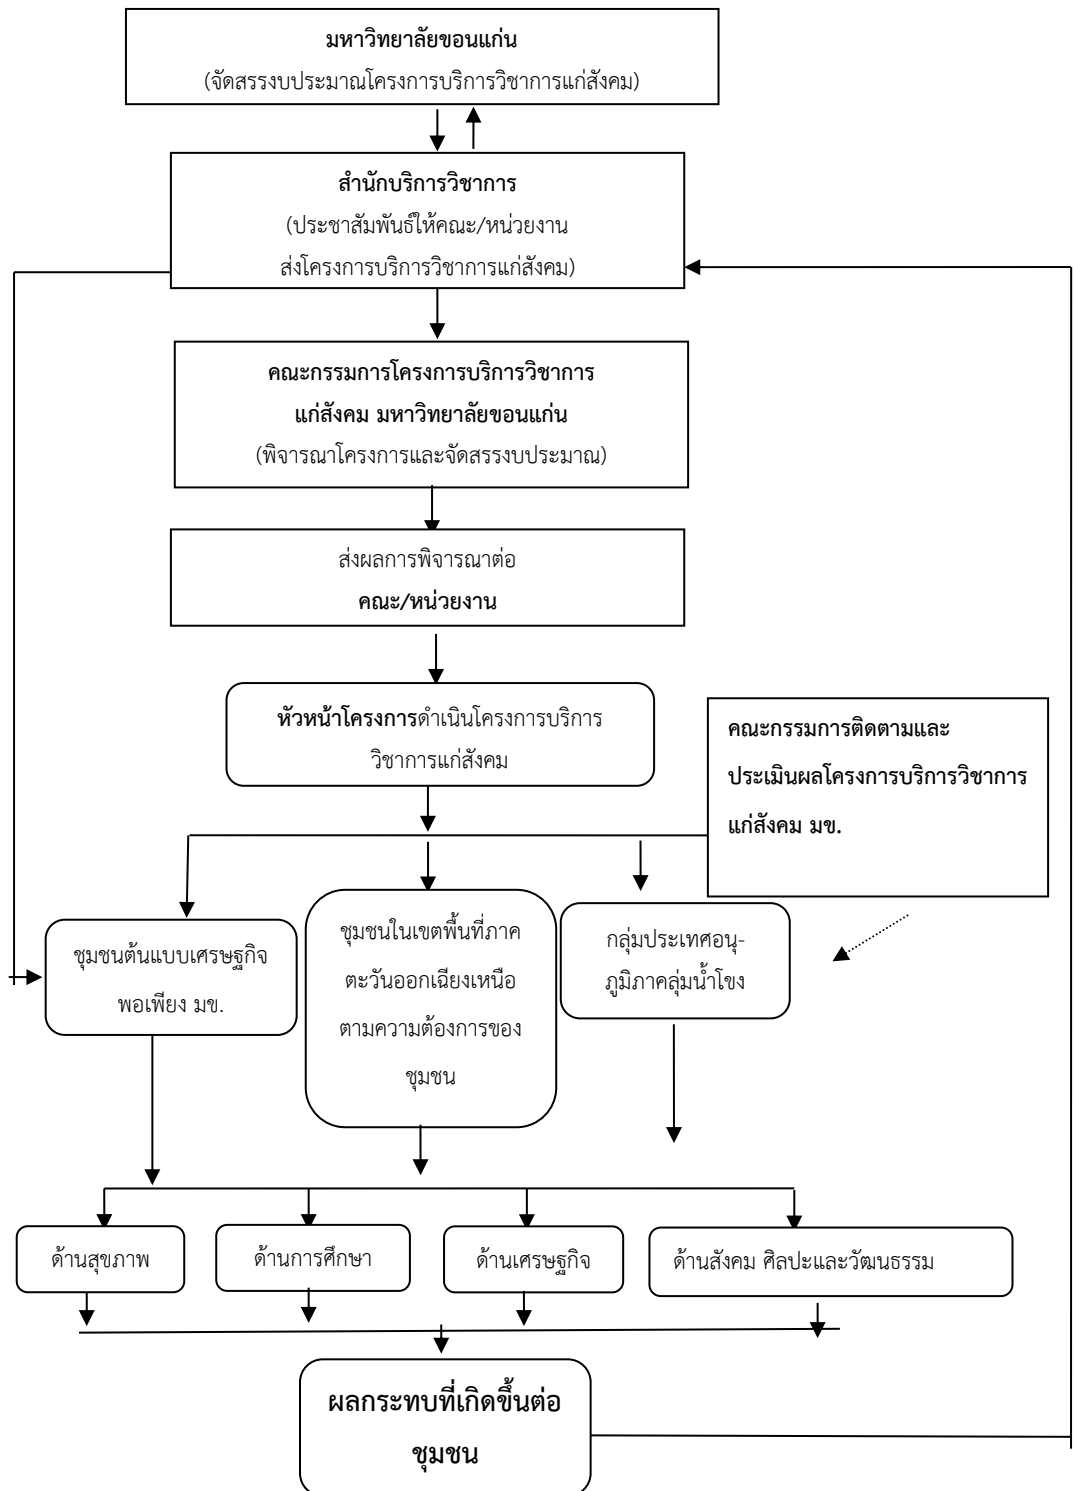 มหาวิทยาลัยขอนแก่น
(จัดสรรงบประมาณโครงการบริการวิชาการแก่สังคม)
สำนักบริการวิชาการ
(ประชาสัมพันธ์ให้คณะ/หน่วยงาน
ส่งโครงการบริการวิชาการแก่สังคม)
คณะกรรมการโครงการบริการวิชาการ
แก่สังคม มหาวิทยาลัยขอนแก่น
(พิจารณาโครงการและจัดสรรงบประมาณ)
ส่งผลการพิจารณาต่อ
คณะ/หน่วยงาน
หัวหน้าโครงการดำเนินโครงการบริการ
วิชาการแก่สังคม
คณะกรรมการติดตามและ
ประเมินผลโครงการบริการวิชาการ
แก่สังคม มข.
ชุมชนต้นแบบเศรษฐกิจ
พอเพียง มข.
ชุมชนในเขตพื้นที่ภาค
ตะวันออกเฉียงเหนือ
ตามความต้องการของ
ชุมชน
กลุ่มประเทศอนุ-
ภูมิภาคลุ่มน้ำโขง
ด้านสุขภาพ
ด้านการศึกษา
ด้านเศรษฐกิจ
ด้านสังคม ศิลปะและวัฒนธรรม
ผลกระทบที่เกิดขึ้นต่อ
ชุมชน